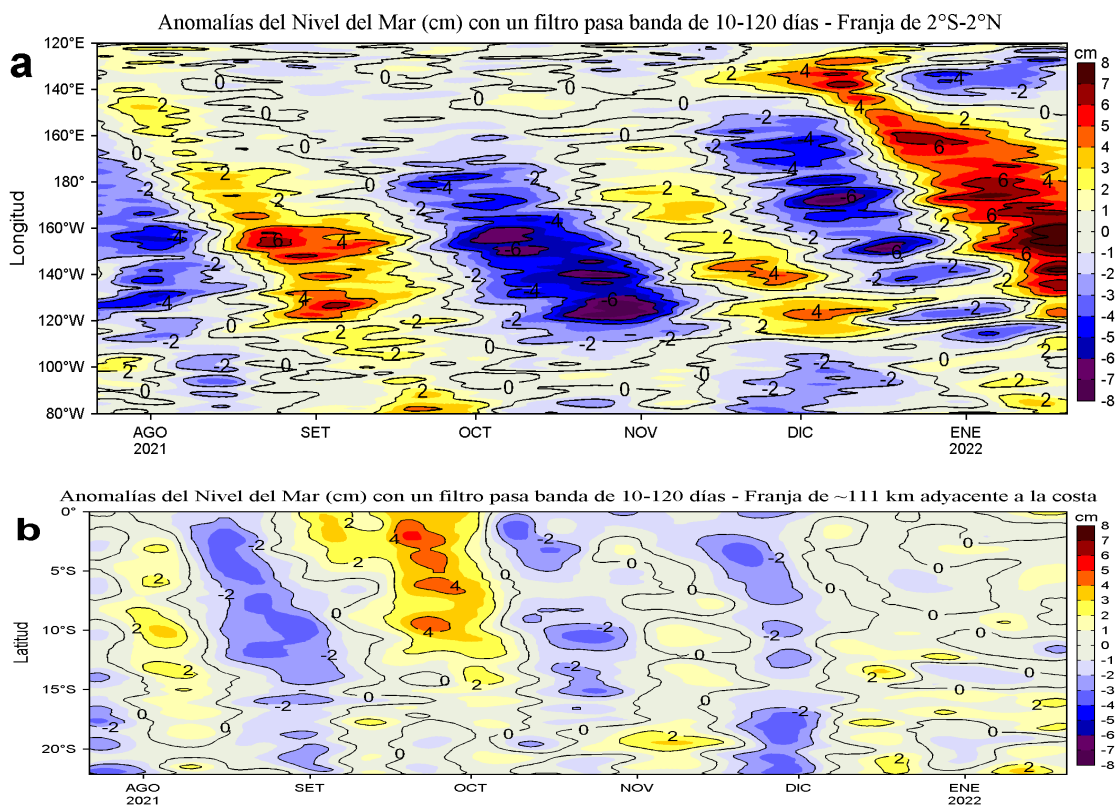 Anomalías del Nivel del Mar (cm) con un filtro pasa banda de 10-120 días - Franja de 2°S-2°N
a
cm
Longitud
120°E
140°E
160°E
180°
160°W
140°W
120°W
100°W
80°W
AGO
2021
SET
OCT
NOV
DIC
ENE
2022
8
7
6
5
4
3
2
1
0
-1
-2
-3
-4
-5
-6
-7
-8
Anomalías del Nivel del Mar (cm) con un filtro pasa banda de 10-120 días - Franja de ~111 km adyacente a la costa
b
cm
Latitud
0°
5°S
10°S
15°S
20°S
AGO
2021
SET
OCT
NOV
DIC
ENE
2022
8
7
6
5
4
3
2
1
0
-1
-2
-3
-4
-5
-6
-7
-8